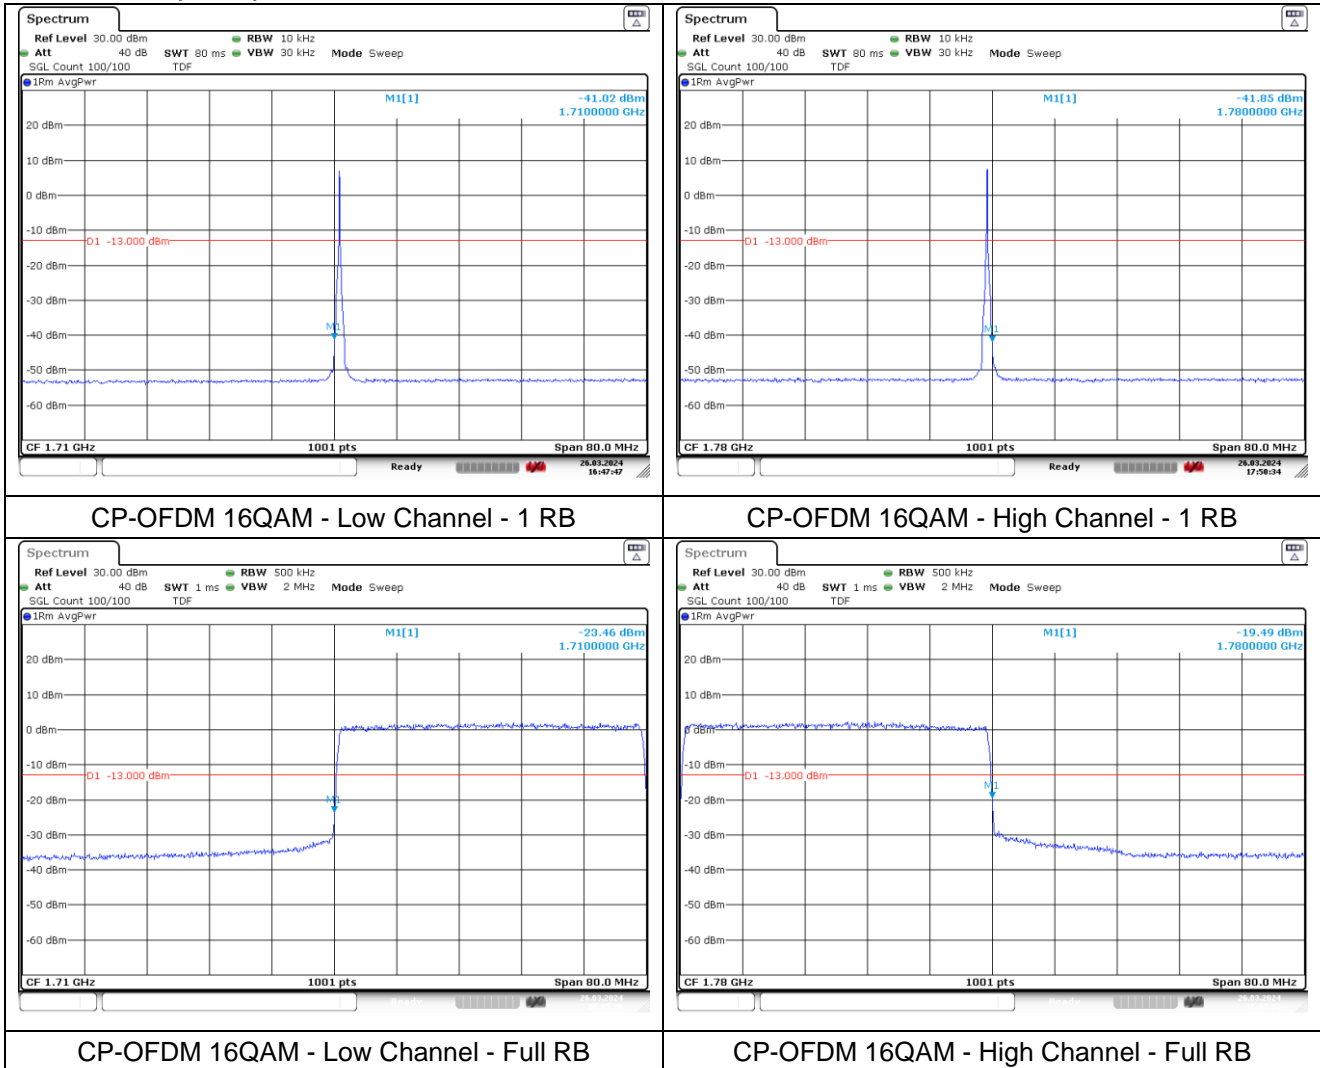 Spectrum
Ref Level 30.00 dBm RBW 10 kHz
Att 40 dB SWT 80 ms VBW 30 kHz Mode Sweep
SGL Count 100/100 TDF
1Rm AvgPwr
M1[1] -41.02 dBm
1.7100000 GHz
20 dBm
10 dBm
0 dBm
-10 dBm
D1 -13.000 dBm
-20 dBm
-30 dBm
M1
-40 dBm
-50 dBm
-60 dBm
CF 1.71 GHz 1001 pts Span 80.0 MHz
Ready 26.03.2024
16:47:47
CP-OFDM 16QAM - Low Channel - 1 RB
Spectrum
Ref Level 30.00 dBm RBW 10 kHz
Att 40 dB SWT 80 ms VBW 30 kHz Mode Sweep
SGL Count 100/100 TDF
1Rm AvgPwr
M1[1] -41.85 dBm
1.7800000 GHz
20 dBm
10 dBm
0 dBm
-10 dBm
D1 -13.000 dBm
-20 dBm
-30 dBm
M1
-40 dBm
-50 dBm
-60 dBm
CF 1.78 GHz 1001 pts Span 80.0 MHz
Ready 26.03.2024
17:50:34
CP-OFDM 16QAM - High Channel - 1 RB
Spectrum
Ref Level 30.00 dBm RBW 500 kHz
Att 40 dB SWT 1 ms VBW 2 MHz Mode Sweep
SGL Count 100/100 TDF
1Rm AvgPwr
M1[1] -23.46 dBm
1.7100000 GHz
20 dBm
10 dBm
0 dBm
-10 dBm
D1 -13.000 dBm
-20 dBm
M1
-30 dBm
-40 dBm
-50 dBm
-60 dBm
CF 1.71 GHz 1001 pts Span 80.0 MHz
Ready 26.03.2024
CP-OFDM 16QAM - Low Channel - Full RB
Spectrum
Ref Level 30.00 dBm RBW 500 kHz
Att 40 dB SWT 1 ms VBW 2 MHz Mode Sweep
SGL Count 100/100 TDF
1Rm AvgPwr
M1[1] -19.49 dBm
1.7800000 GHz
20 dBm
10 dBm
0 dBm
-10 dBm
D1 -13.000 dBm
M1
-20 dBm
-30 dBm
-40 dBm
-50 dBm
-60 dBm
CF 1.78 GHz 1001 pts Span 80.0 MHz
Ready 26.03.2024
CP-OFDM 16QAM - High Channel - Full RB